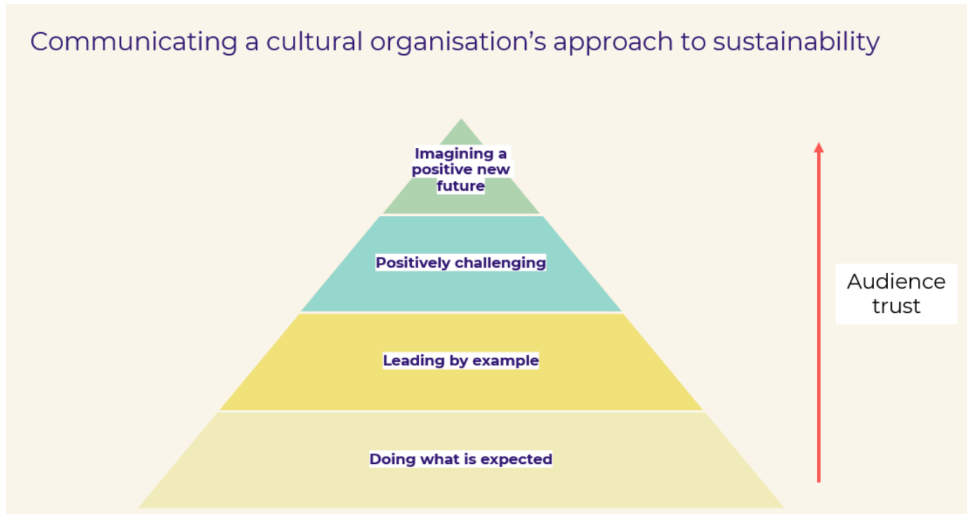 Communicating a cultural organisation's approach to sustainability
Imagining a
positive new
future
Positively challenging
Audience
trust
Leading by example
Doing what is expected